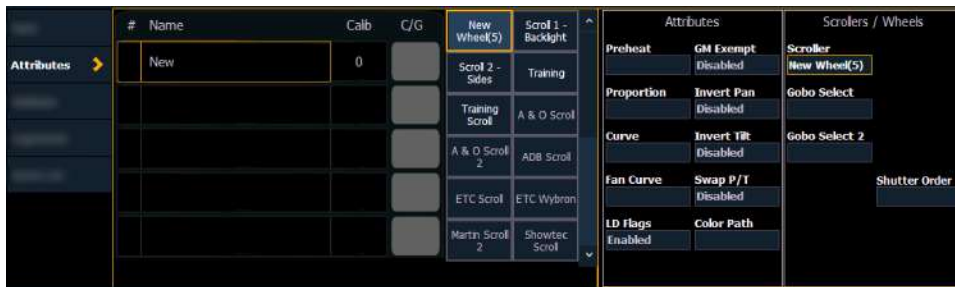 Attributes
# Name Calb C/G
New 0
New Wheel(5)
Scroll 1 - Backlight
Scroll 2 - Sides
Training
Training Scroll
A & O Scroll
A & O Scroll 2
ADB Scroll
ETC Scroll
ETC Wybron
Martin Scroll 2
Showtec Scroll
Attributes
Preheat
GM Exempt
Disabled
Proportion
Invert Pan
Disabled
Curve
Invert Tilt
Disabled
Fan Curve
Swap P/T
Disabled
LD Flags
Enabled
Color Path
Scrolers / Wheels
Scroller
New Wheel(5)
Gobo Select
Gobo Select 2
Shutter Order